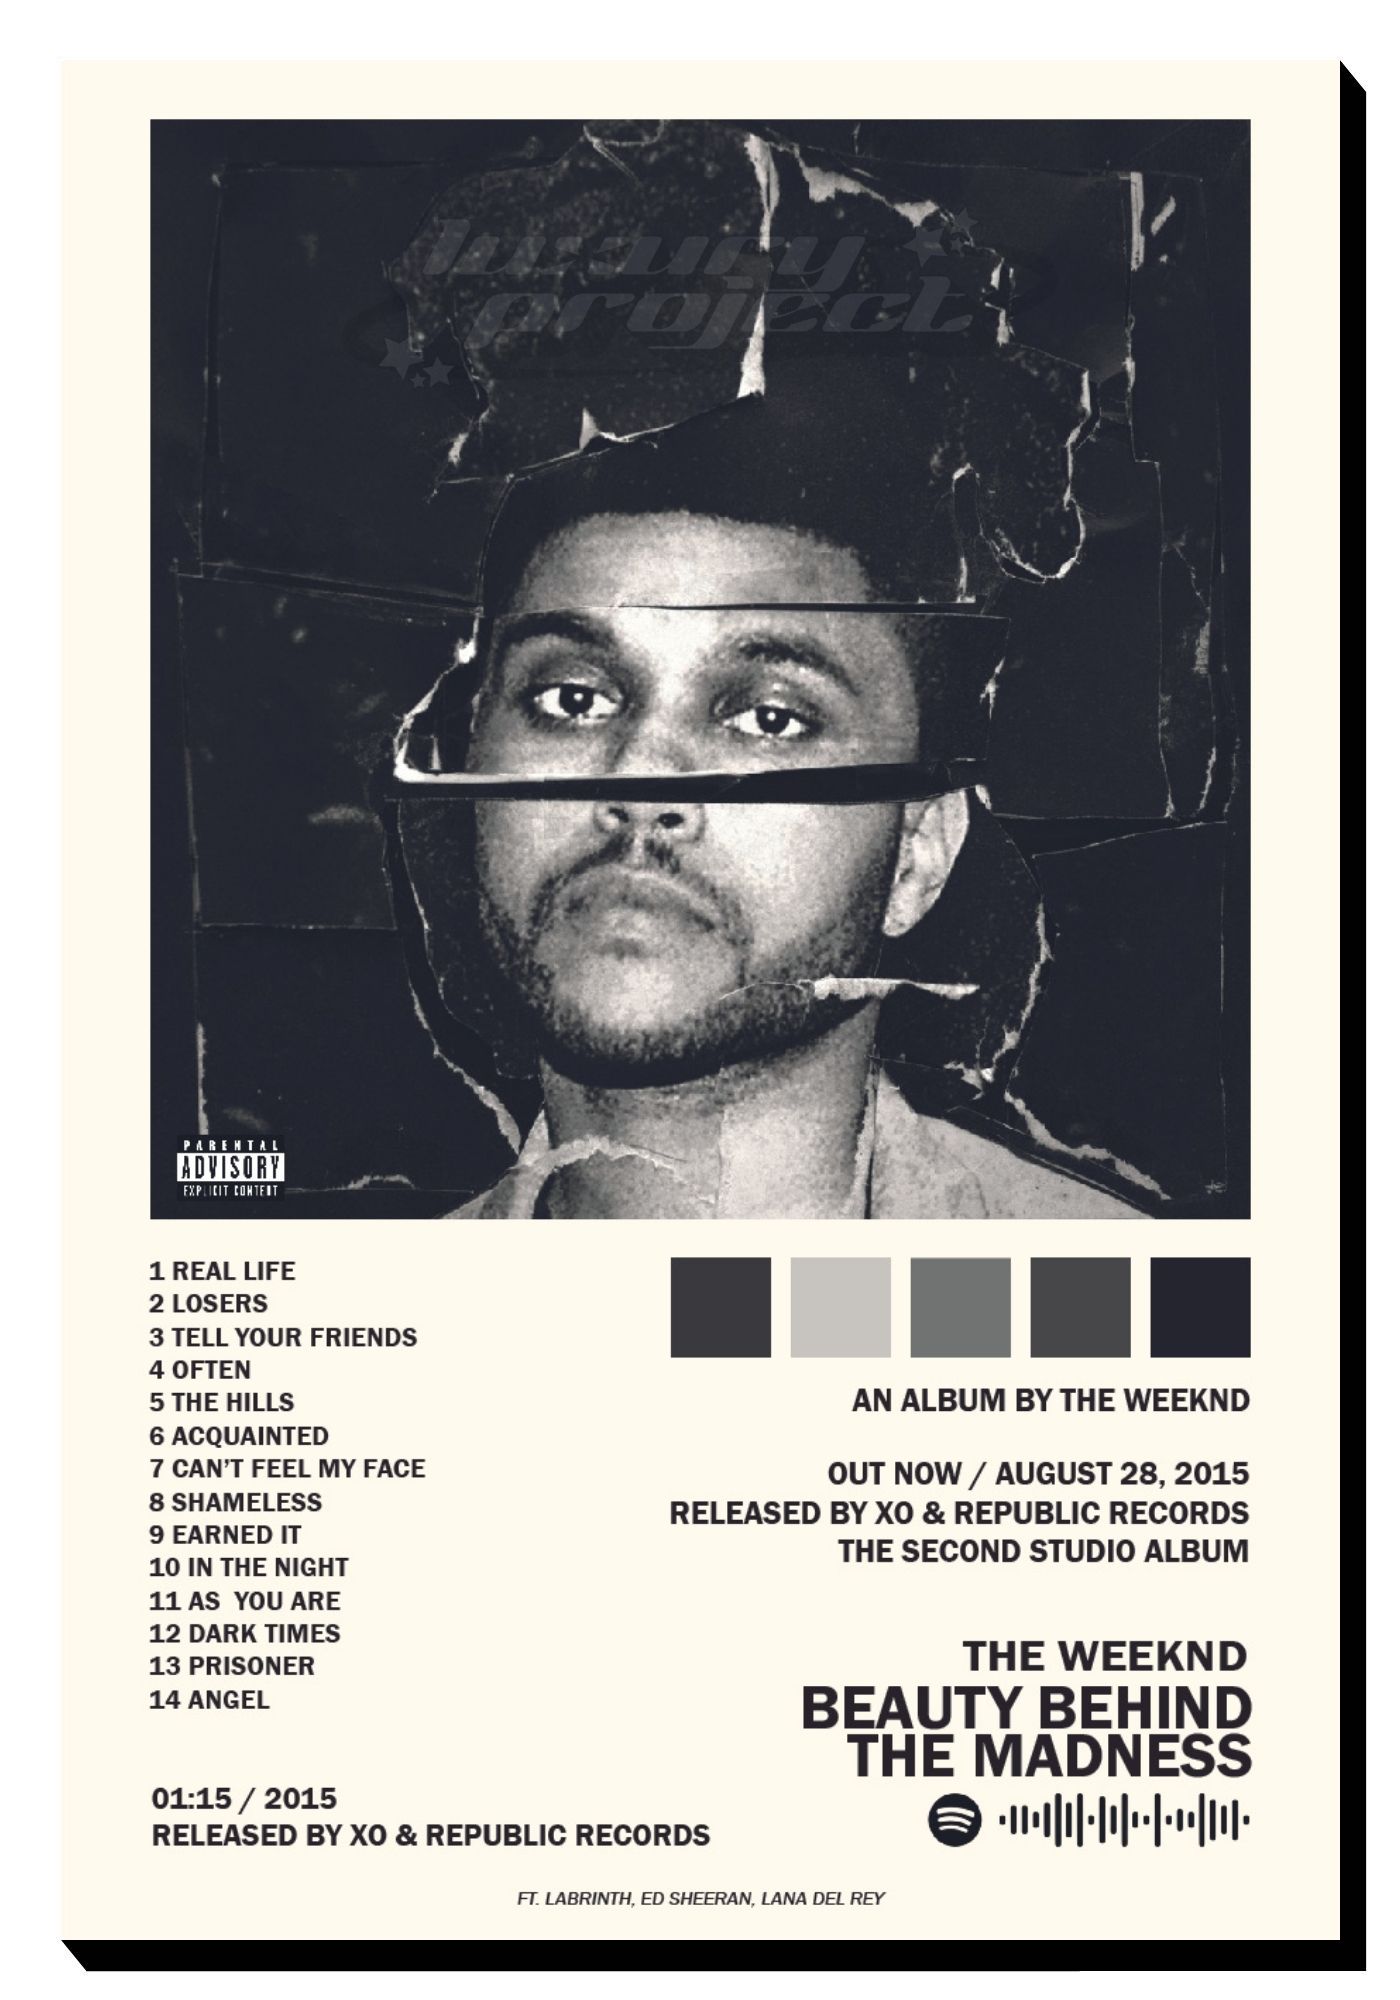 luxury
project
PARENTAL
ADVISORY
EXPLICIT CONTENT
1 REAL LIFE
2 LOSERS
3 TELL YOUR FRIENDS
4 OFTEN
5 THE HILLS
6 ACQUAINTED
7 CAN’T FEEL MY FACE
8 SHAMELESS
9 EARNED IT
10 IN THE NIGHT
11 AS  YOU ARE
12 DARK TIMES
13 PRISONER
14 ANGEL
AN ALBUM BY THE WEEKND
OUT NOW / AUGUST 28, 2015
RELEASED BY XO & REPUBLIC RECORDS
THE SECOND STUDIO ALBUM
THE WEEKND
BEAUTY BEHIND
THE MADNESS
01:15 / 2015
RELEASED BY XO & REPUBLIC RECORDS
FT. LABRINTH, ED SHEERAN, LANA DEL REY